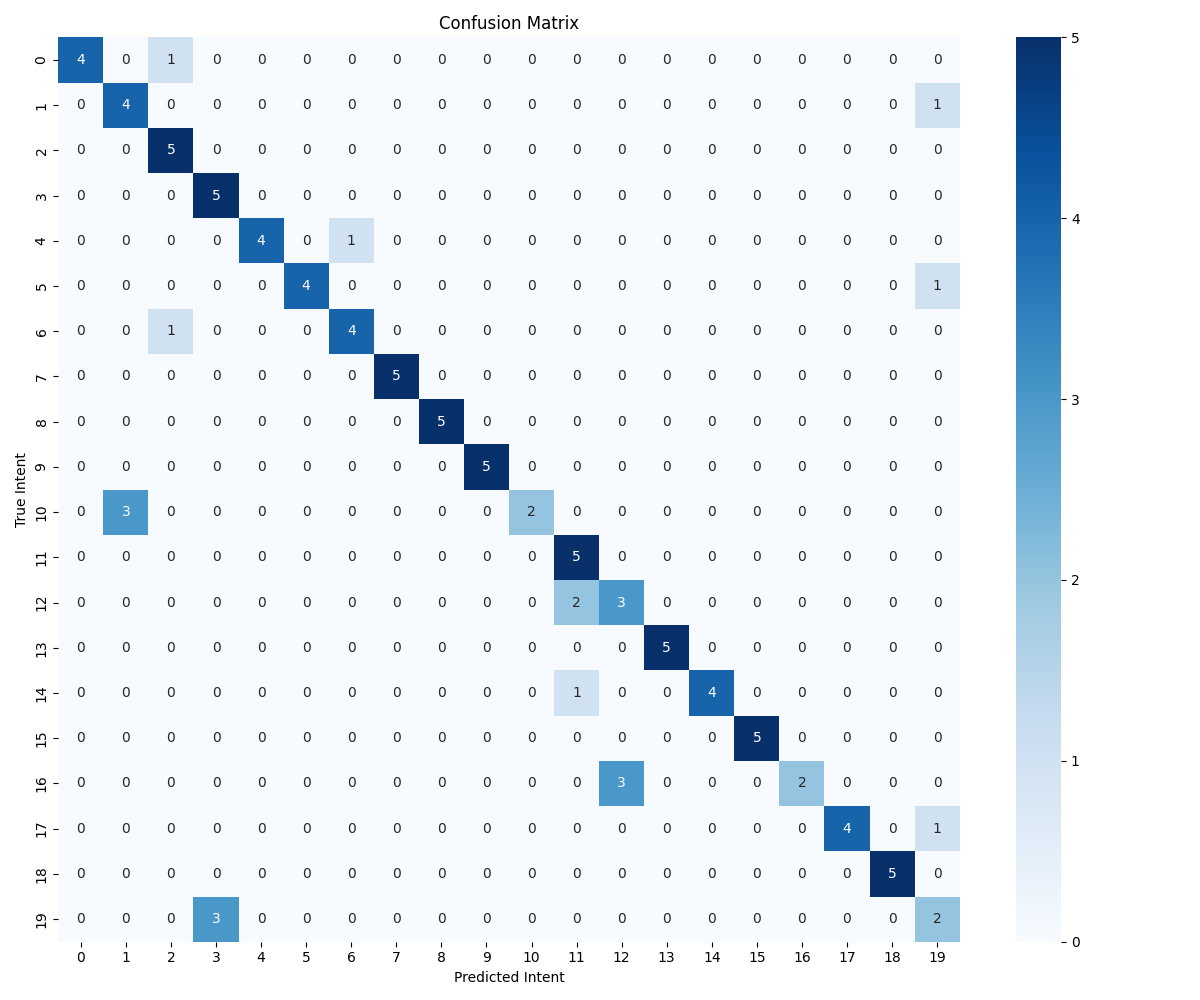 Confusion Matrix
0 4 0 1 0 0 0 0 0 0 0 0 0 0 0 0 0 0 0 0 0
1 0 4 0 0 0 0 0 0 0 0 0 0 0 0 0 0 0 0 0 1
2 0 0 5 0 0 0 0 0 0 0 0 0 0 0 0 0 0 0 0 0
3 0 0 0 5 0 0 0 0 0 0 0 0 0 0 0 0 0 0 0 0
4 0 0 0 0 4 0 1 0 0 0 0 0 0 0 0 0 0 0 0 0
5 0 0 0 0 0 4 0 0 0 0 0 0 0 0 0 0 0 0 0 1
6 0 0 1 0 0 0 4 0 0 0 0 0 0 0 0 0 0 0 0 0
7 0 0 0 0 0 0 0 5 0 0 0 0 0 0 0 0 0 0 0 0
8 0 0 0 0 0 0 0 0 5 0 0 0 0 0 0 0 0 0 0 0
9 0 0 0 0 0 0 0 0 0 5 0 0 0 0 0 0 0 0 0 0
10 0 3 0 0 0 0 0 0 0 0 2 0 0 0 0 0 0 0 0 0
11 0 0 0 0 0 0 0 0 0 0 0 5 0 0 0 0 0 0 0 0
12 0 0 0 0 0 0 0 0 0 0 0 2 3 0 0 0 0 0 0 0
13 0 0 0 0 0 0 0 0 0 0 0 0 0 5 0 0 0 0 0 0
14 0 0 0 0 0 0 0 0 0 0 0 1 0 0 4 0 0 0 0 0
15 0 0 0 0 0 0 0 0 0 0 0 0 0 0 0 5 0 0 0 0
16 0 0 0 0 0 0 0 0 0 0 0 0 3 0 0 0 2 0 0 0
17 0 0 0 0 0 0 0 0 0 0 0 0 0 0 0 0 0 4 0 1
18 0 0 0 0 0 0 0 0 0 0 0 0 0 0 0 0 0 0 5 0
19 0 0 0 3 0 0 0 0 0 0 0 0 0 0 0 0 0 0 0 2
0 1 2 3 4 5 6 7 8 9 10 11 12 13 14 15 16 17 18 19
Predicted Intent
True Intent
5
4
3
2
1
0